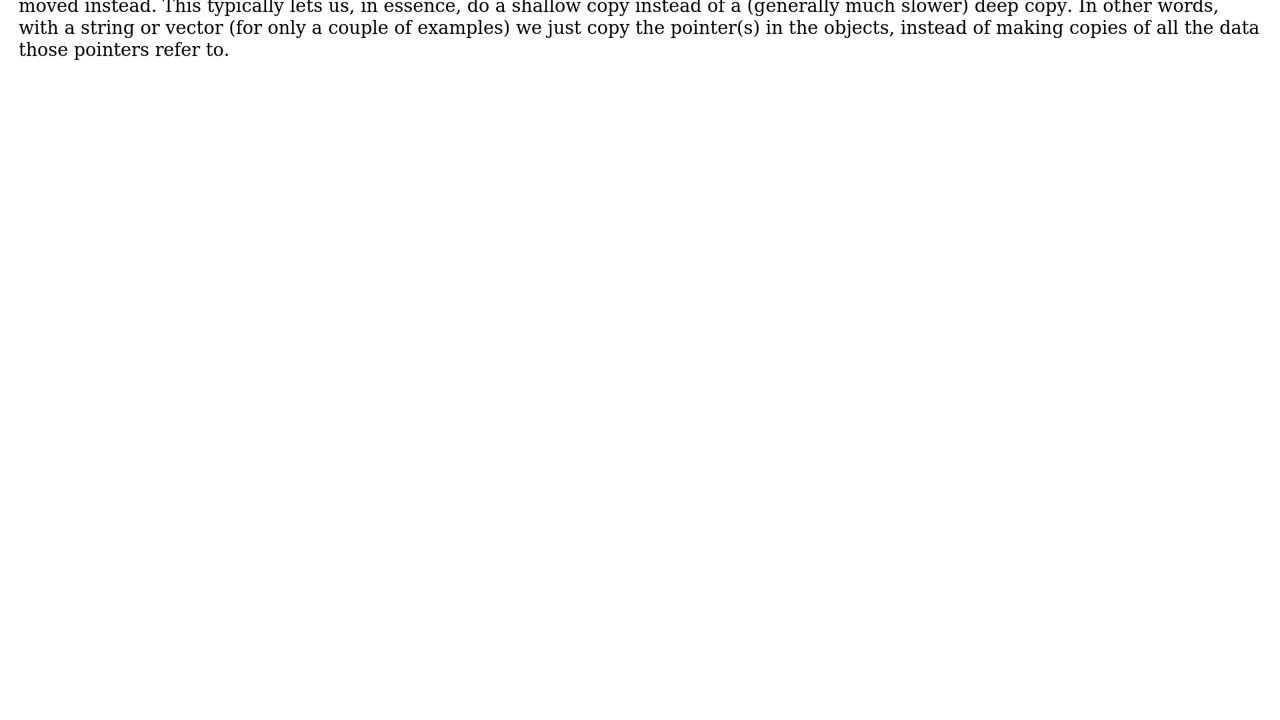 moved instead. This typically lets us, in essence, do a shallow copy instead of a (generally much slower) deep copy. In other words,
with a string or vector (for only a couple of examples) we just copy the pointer(s) in the objects, instead of making copies of all the data
those pointers refer to.